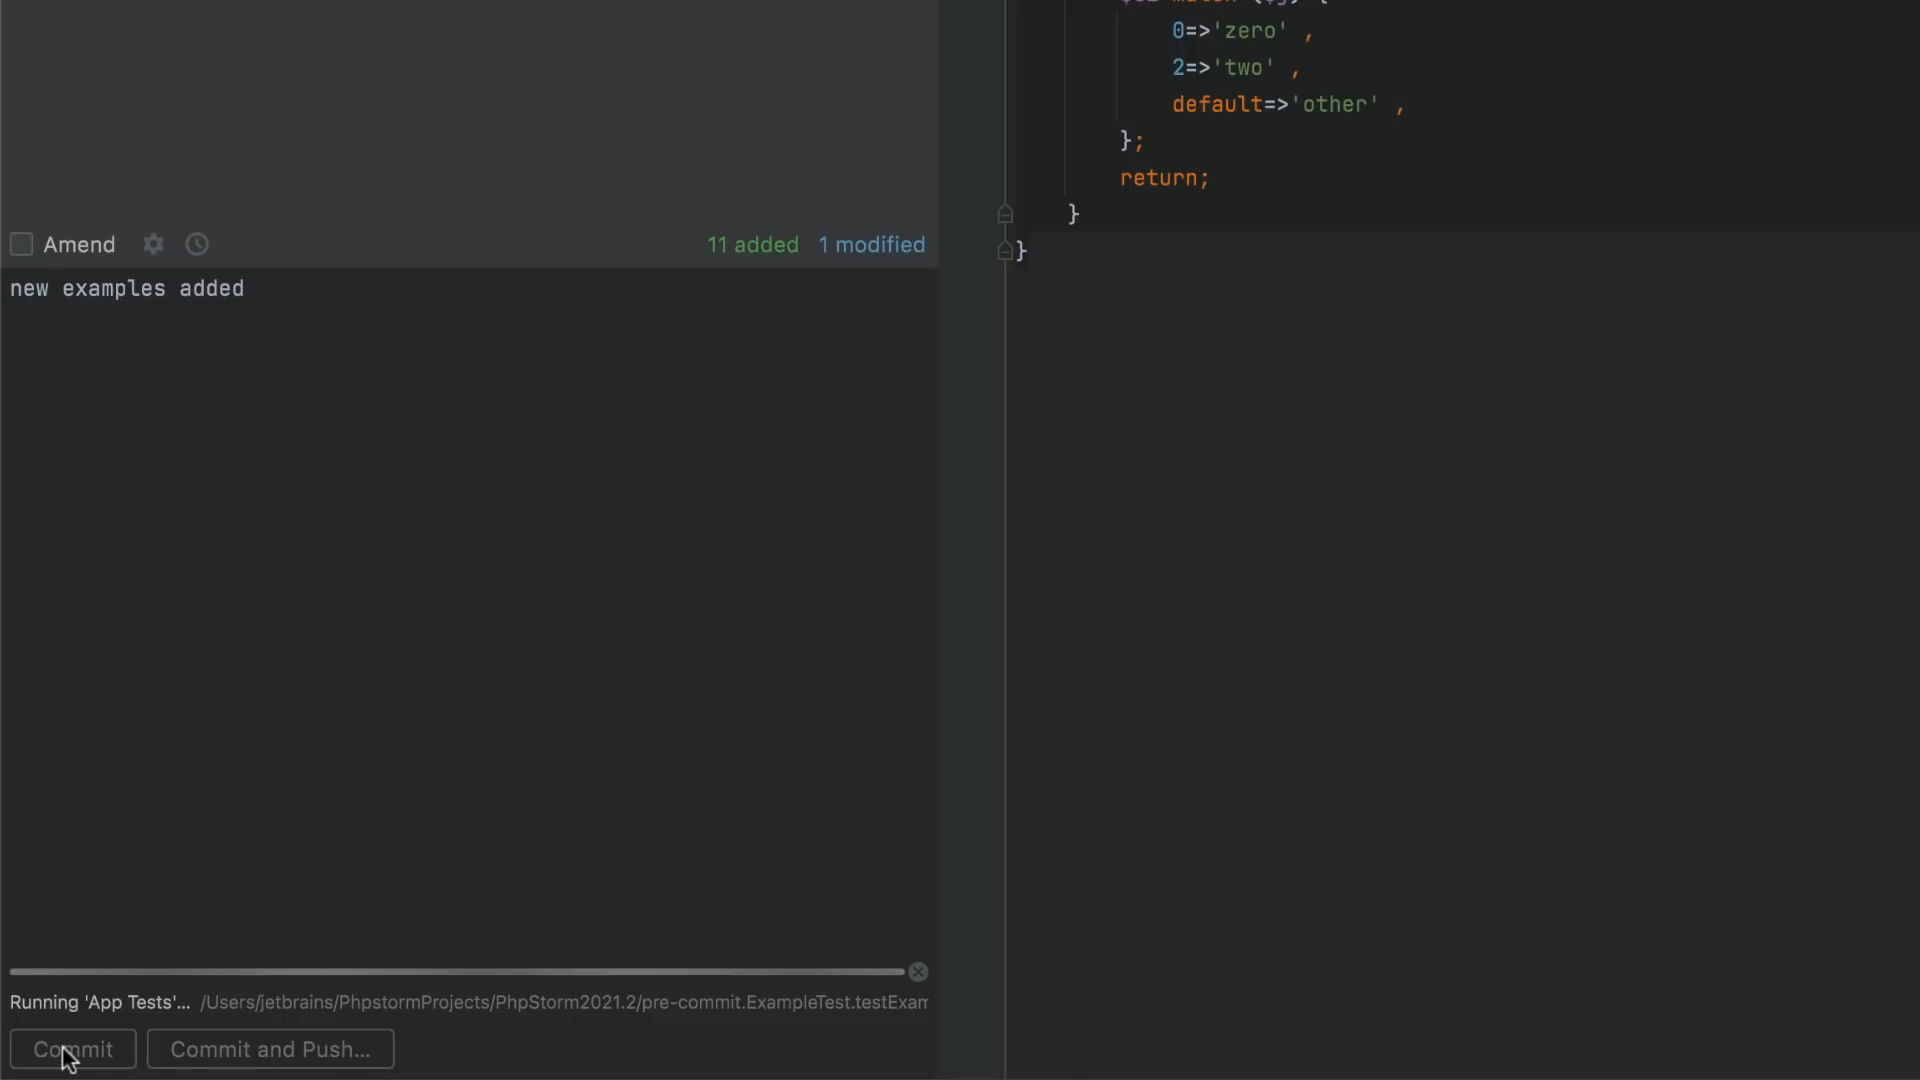 Amend
11 added 1 modified
new examples added
Running 'App Tests'... /Users/jetbrains/PhpstormProjects/PhpStorm2021.2/pre-commit.ExampleTest.testExam
Commit
Commit and Push...
0=>'zero' ,
2=>'two' ,
default=>'other' ,
};
return;
}
}